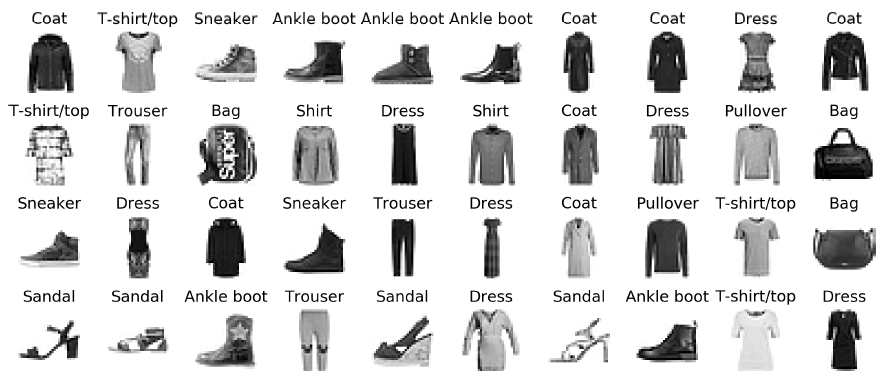 Coat T-shirt/top Sneaker Ankle boot Ankle boot Ankle boot Coat Coat Dress Coat
T-shirt/top Trouser Bag Shirt Dress Shirt Coat Dress Pullover Bag
Super
Sneaker Dress Coat Sneaker Trouser Dress Coat Pullover T-shirt/top Bag
Sandal Sandal Ankle boot Trouser Sandal Dress Sandal Ankle boot T-shirt/top Dress